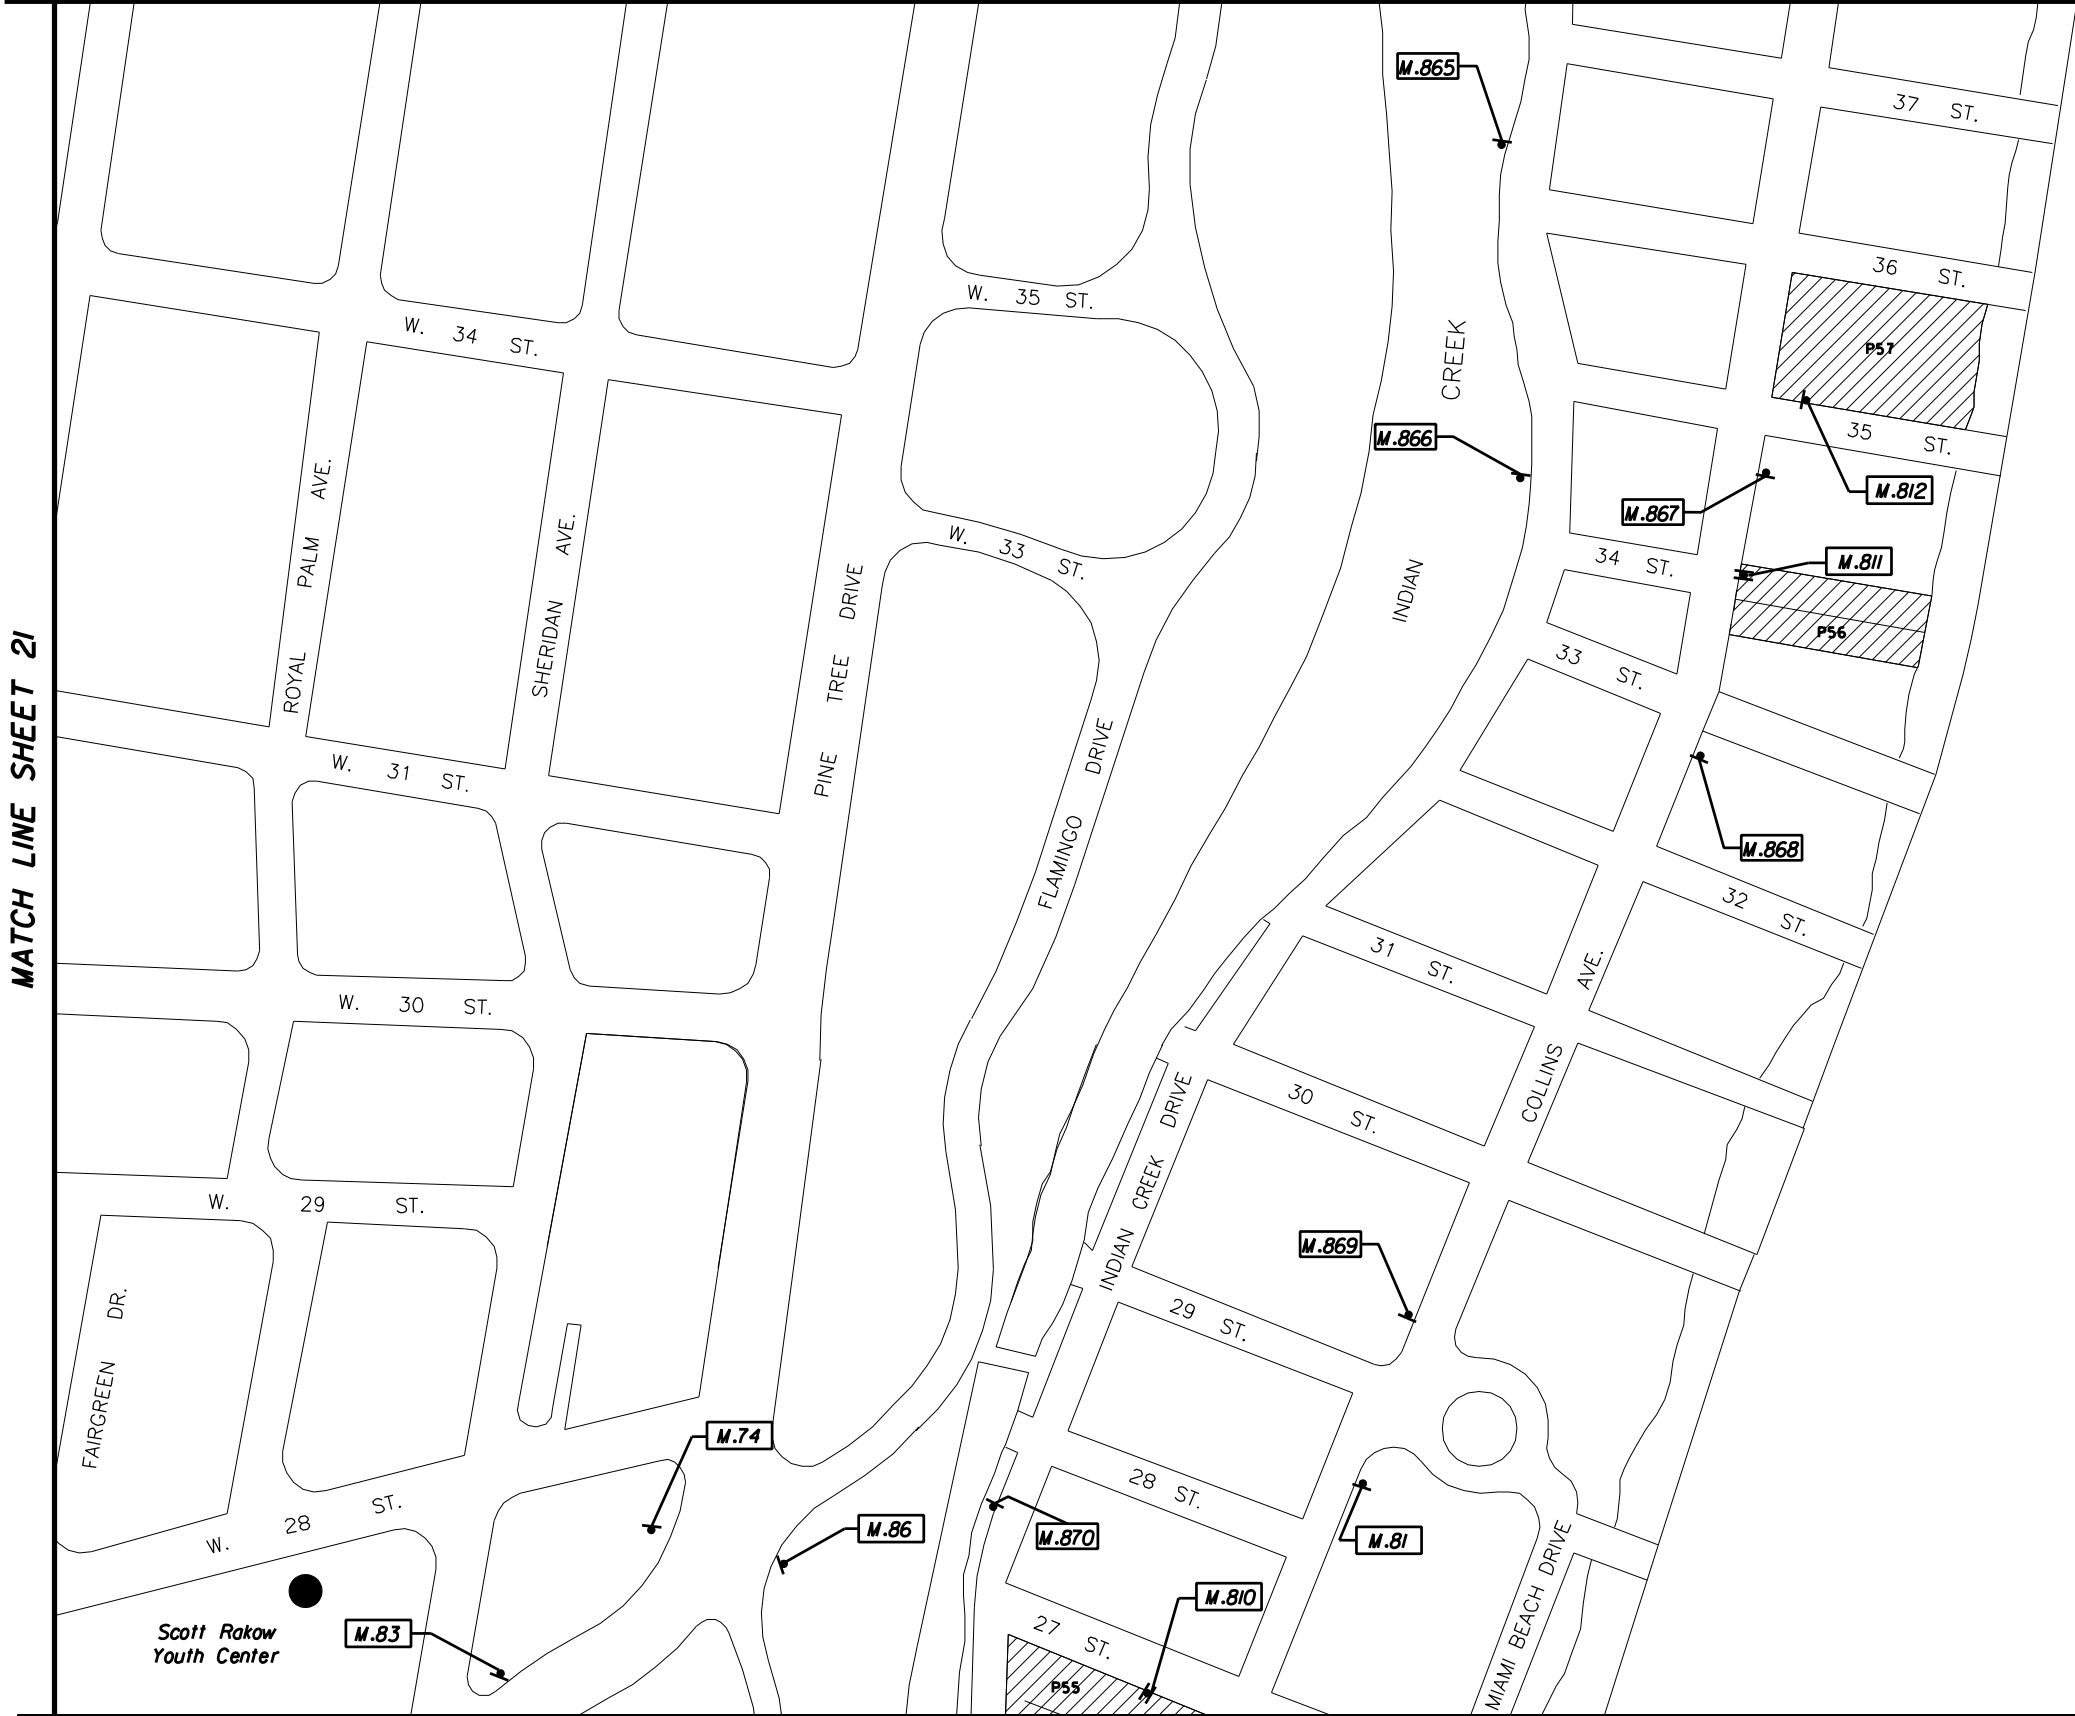 M.865
37 ST.
36 ST.
W. 35 ST.
W. 34 ST.
P57
CREEK
M.866
35 ST.
M.812
M.867
ROYAL PALM AVE.
SHERIDAN AVE.
W. 33 ST.
PINE TREE DRIVE
INDIAN
34 ST.
M.811
P56
33 ST.
MATCH LINE SHEET 21
W. 31 ST.
FLAMINGO DRIVE
M.868
32 ST.
31 ST.
COLLINS AVE.
W. 30 ST.
30 ST.
INDIAN CREEK DRIVE
W. 29 ST.
M.869
29 ST.
FAIRGREEN DR.
M.74
28 ST.
W. 28 ST.
M.86
M.870
M.81
MIAMI BEACH DRIVE
M.810
27 ST.
Scott Rakow
Youth Center
M.83
P55